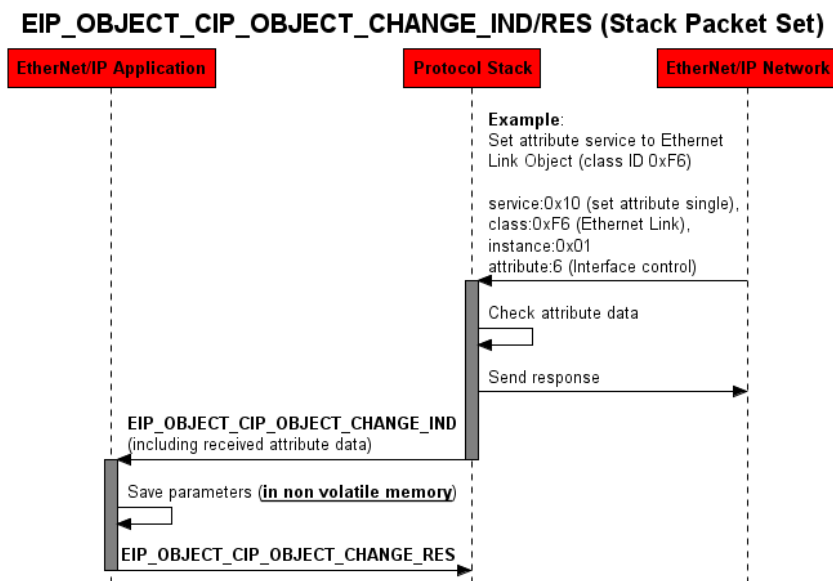 EIP_OBJECT_CIP_OBJECT_CHANGE_IND/RES (Stack Packet Set)
EtherNet/IP Application
Protocol Stack
EtherNet/IP Network
Example:
Set attribute service to Ethernet
Link Object (class ID 0xF6)
service:0x10 (set attribute single),
class:0xF6 (Ethernet Link),
instance:0x01
attribute:6 (Interface control)
Check attribute data
Send response
EIP_OBJECT_CIP_OBJECT_CHANGE_IND
(including received attribute data)
Save parameters (in non volatile memory)
EIP_OBJECT_CIP_OBJECT_CHANGE_RES